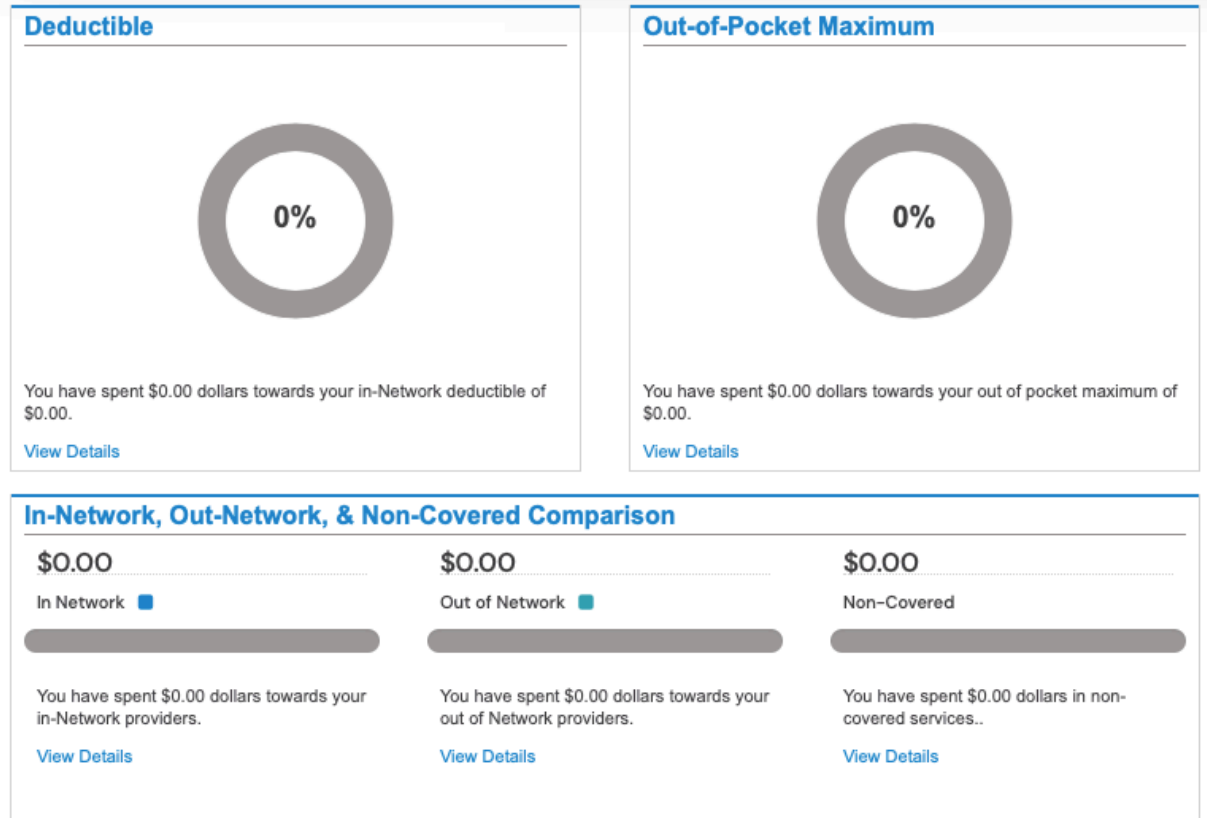 Deductible
Out-of-Pocket Maximum
0%
0%
You have spent $0.00 dollars towards your in-Network deductible of
$0.00.
View Details
You have spent $0.00 dollars towards your out of pocket maximum of
$0.00.
View Details
In-Network, Out-Network, & Non-Covered Comparison
$0.00
In Network
You have spent $0.00 dollars towards your
in-Network providers.
View Details
$0.00
Out of Network
You have spent $0.00 dollars towards your
out of Network providers.
View Details
$0.00
Non-Covered
You have spent $0.00 dollars in non-
covered services..
View Details